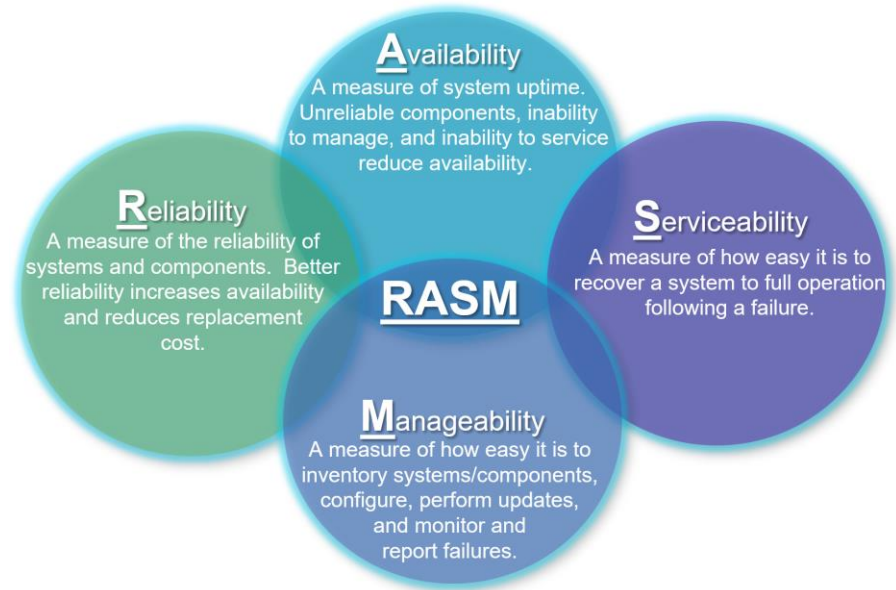 Availability
A measure of system uptime.
Unreliable components, inability
to manage, and inability to service
reduce availability.
Reliability
A measure of the reliability of
systems and components.  Better
reliability increases availability
and reduces replacement
cost.
Serviceability
A measure of how easy it is to
recover a system to full operation
following a failure.
RASM
Manageability
A measure of how easy it is to
inventory systems/components,
configure, perform updates,
and monitor and
report failures.